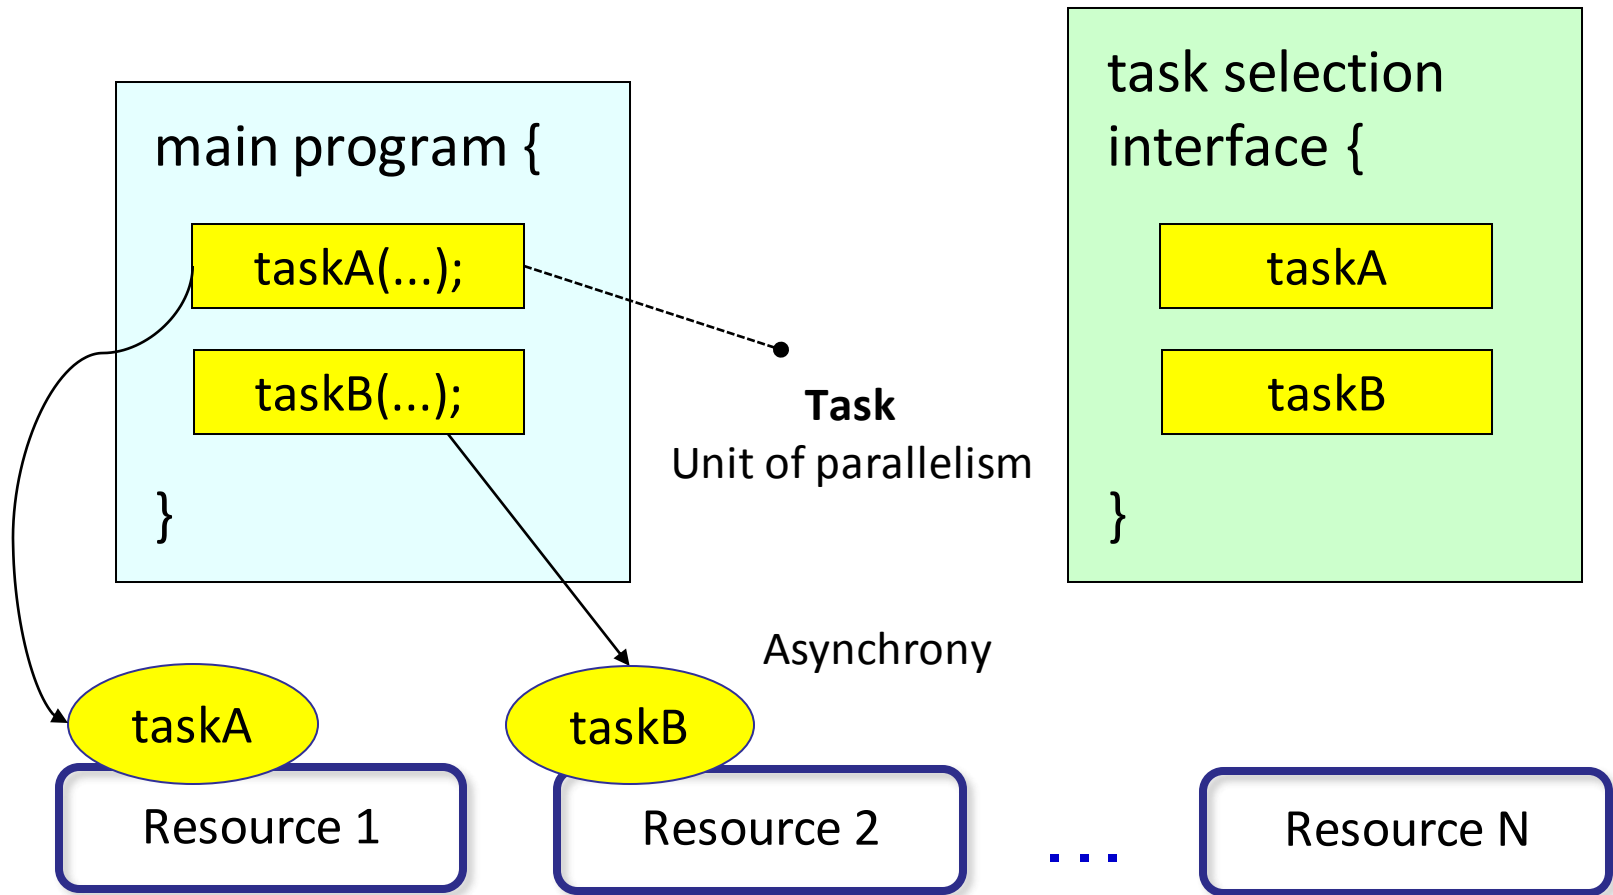 main program {
taskA(...);
taskB(...);
}
Task
Unit of parallelism
task selection
interface {
taskA
taskB
}
Asynchrony
taskA
taskB
Resource 1
Resource 2
...
Resource N